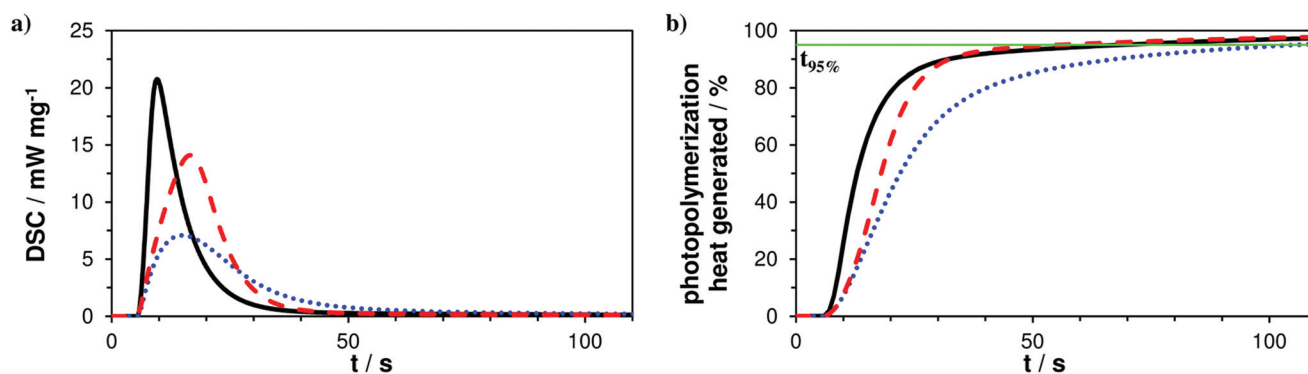 a)
25
20
15
10
5
0
DSC / mW mg⁻¹
0
50
100
t / s
b)
100
80
60
40
20
0
photopolymerization
heat generated / %
t95%
0
50
100
t / s